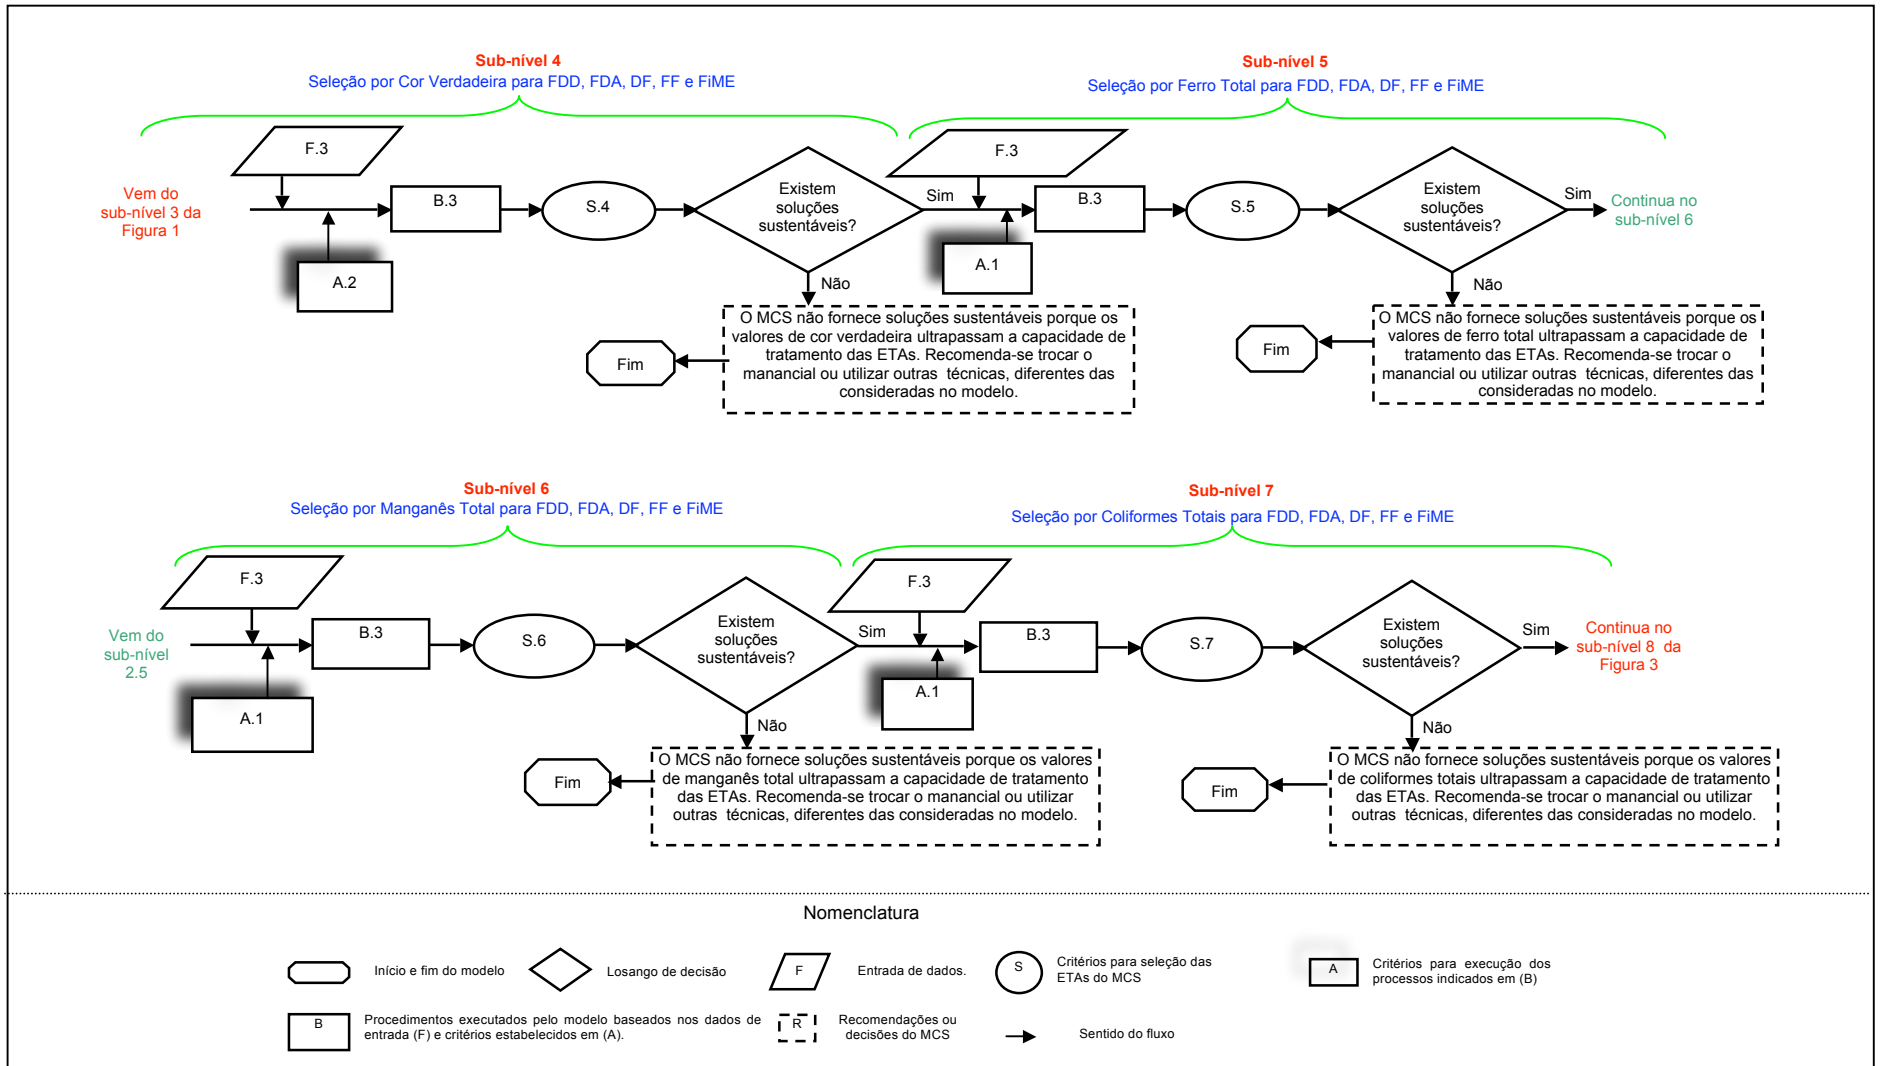 Sub-nível 4
Seleção por Cor Verdadeira para FDD, FDA, DF, FF e FiME
Sub-nível 5
Seleção por Ferro Total para FDD, FDA, DF, FF e FiME
Vem do
sub-nível 3 da
Figura 1
F.3
A.2
B.3
S.4
Existem
soluções
sustentáveis?
Sim
Não
O MCS não fornece soluções sustentáveis porque os
valores de cor verdadeira ultrapassam a capacidade de
tratamento das ETAs. Recomenda-se trocar o
manancial ou utilizar outras técnicas, diferentes das
consideradas no modelo.
Fim
F.3
A.1
B.3
S.5
Existem
soluções
sustentáveis?
Sim
Continua no
sub-nível 6
Não
O MCS não fornece soluções sustentáveis porque os
valores de ferro total ultrapassam a capacidade de
tratamento das ETAs. Recomenda-se trocar o
manancial ou utilizar outras técnicas, diferentes das
consideradas no modelo.
Fim
Sub-nível 6
Seleção por Manganês Total para FDD, FDA, DF, FF e FiME
Sub-nível 7
Seleção por Coliformes Totais para FDD, FDA, DF, FF e FiME
Vem do
sub-nível
2.5
F.3
A.1
B.3
S.6
Existem
soluções
sustentáveis?
Sim
Não
O MCS não fornece soluções sustentáveis porque os valores
de manganês total ultrapassam a capacidade de tratamento
das ETAs. Recomenda-se trocar o manancial ou utilizar
outras técnicas, diferentes das consideradas no modelo.
Fim
F.3
A.1
B.3
S.7
Existem
soluções
sustentáveis?
Sim
Continua no
sub-nível 8 da
Figura 3
Não
O MCS não fornece soluções sustentáveis porque os valores
de coliformes totais ultrapassam a capacidade de tratamento
das ETAs. Recomenda-se trocar o manancial ou utilizar
outras técnicas, diferentes das consideradas no modelo.
Fim
Nomenclatura
Início e fim do modelo
Losango de decisão
F
Entrada de dados.
S
Critérios para seleção das
ETAs do MCS
A
Critérios para execução dos
processos indicados em (B)
B
Procedimentos executados pelo modelo baseados nos dados de
entrada (F) e critérios estabelecidos em (A).
R
Recomendações ou
decisões do MCS
Sentido do fluxo